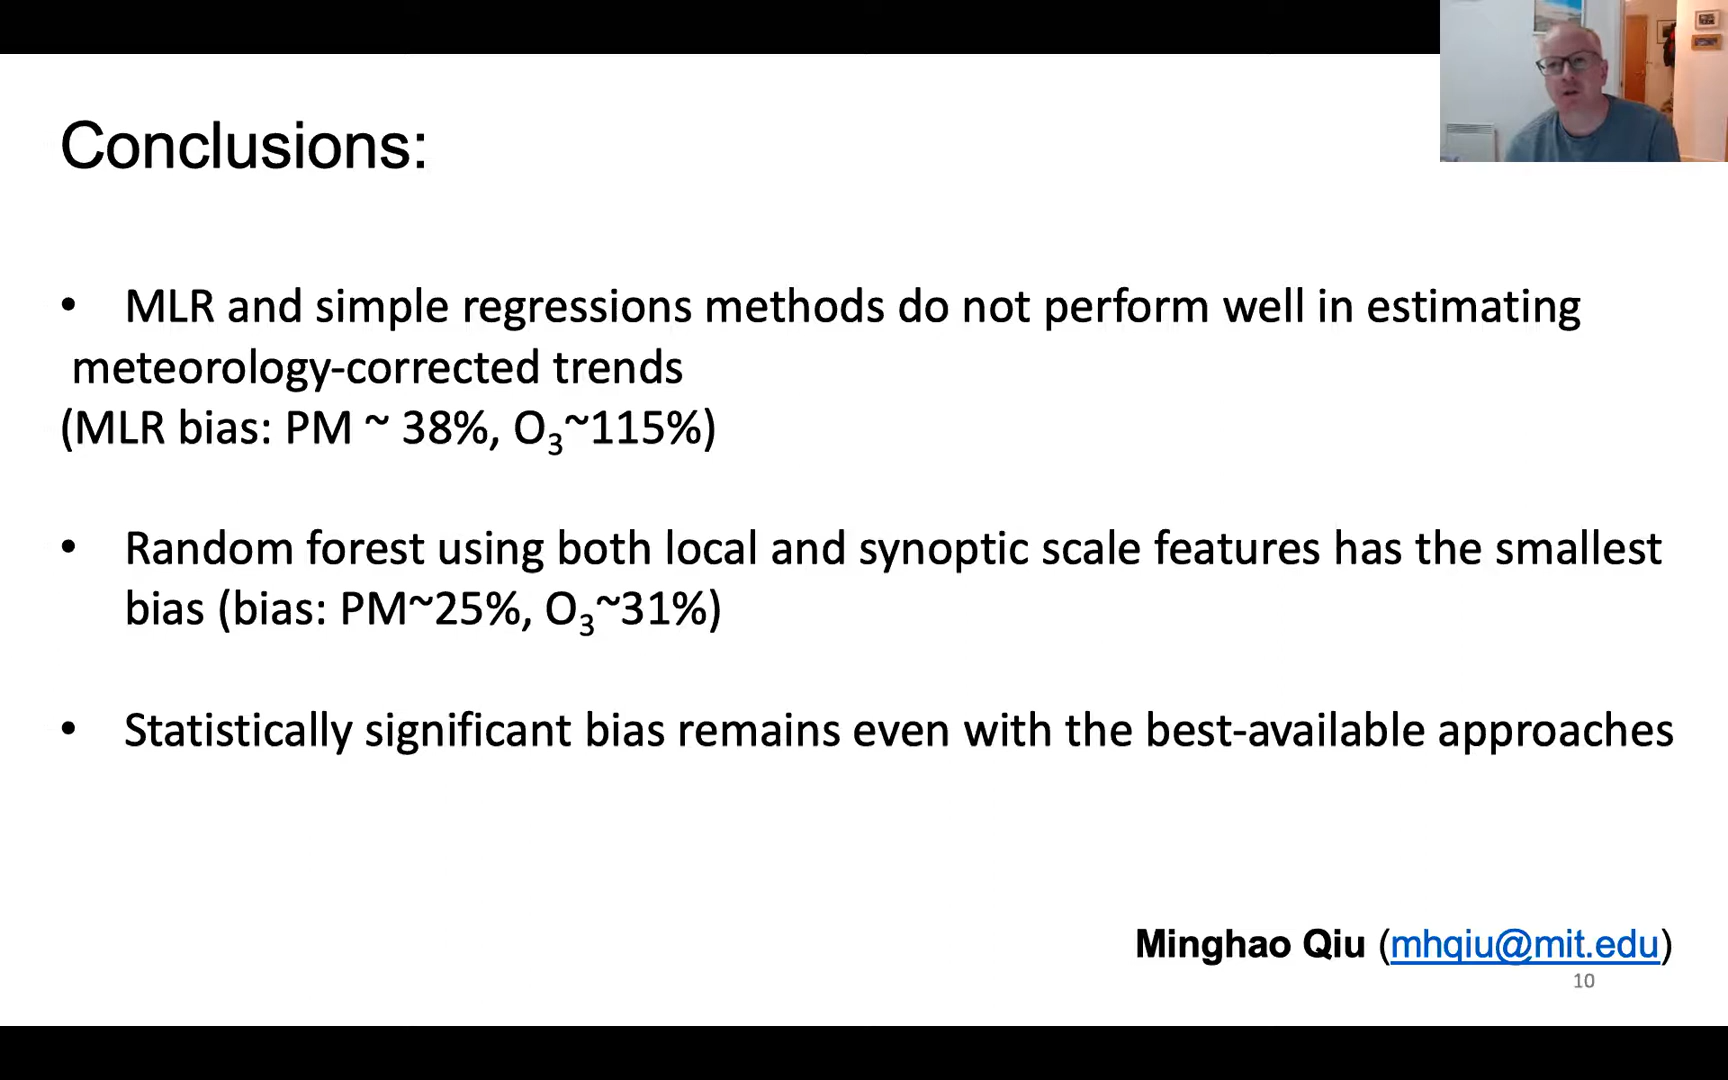 Conclusions:
• MLR and simple regressions methods do not perform well in estimating
meteorology-corrected trends
(MLR bias: PM ~ 38%, O₃~115%)
• Random forest using both local and synoptic scale features has the smallest
bias (bias: PM~25%, O₃~31%)
• Statistically significant bias remains even with the best-available approaches
Minghao Qiu (mhqiu@mit.edu)
10